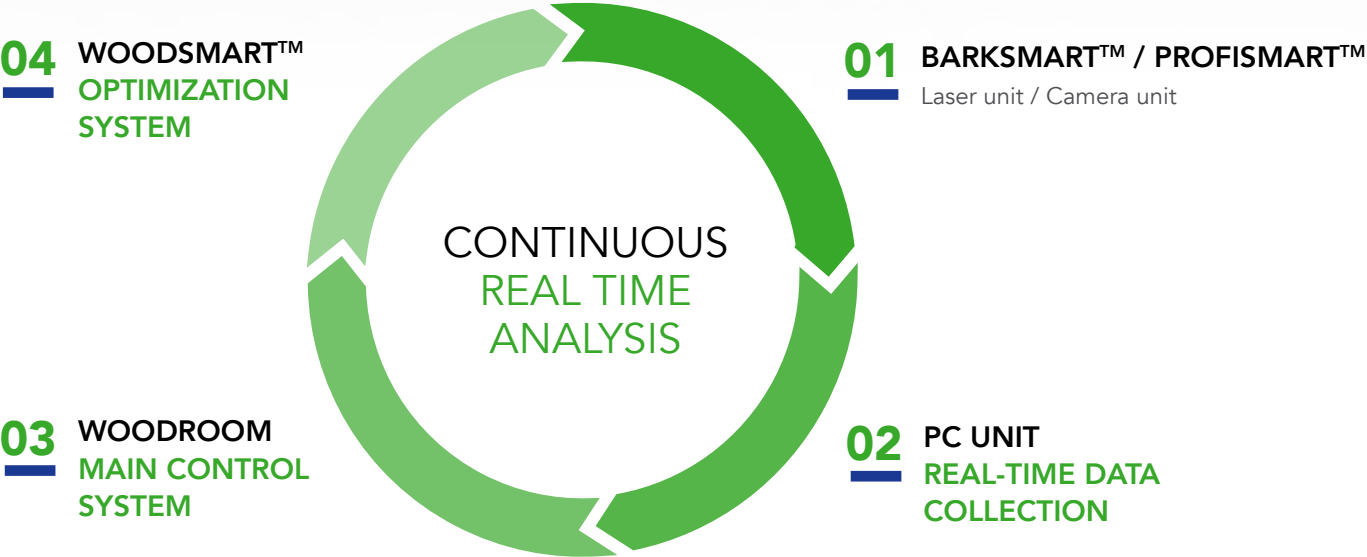 04
WOODSMART™
OPTIMIZATION
SYSTEM
01
BARKSMART™ / PROFISMART™
Laser unit / Camera unit
CONTINUOUS
REAL TIME
ANALYSIS
03
WOODROOM
MAIN CONTROL
SYSTEM
02
PC UNIT
REAL-TIME DATA
COLLECTION